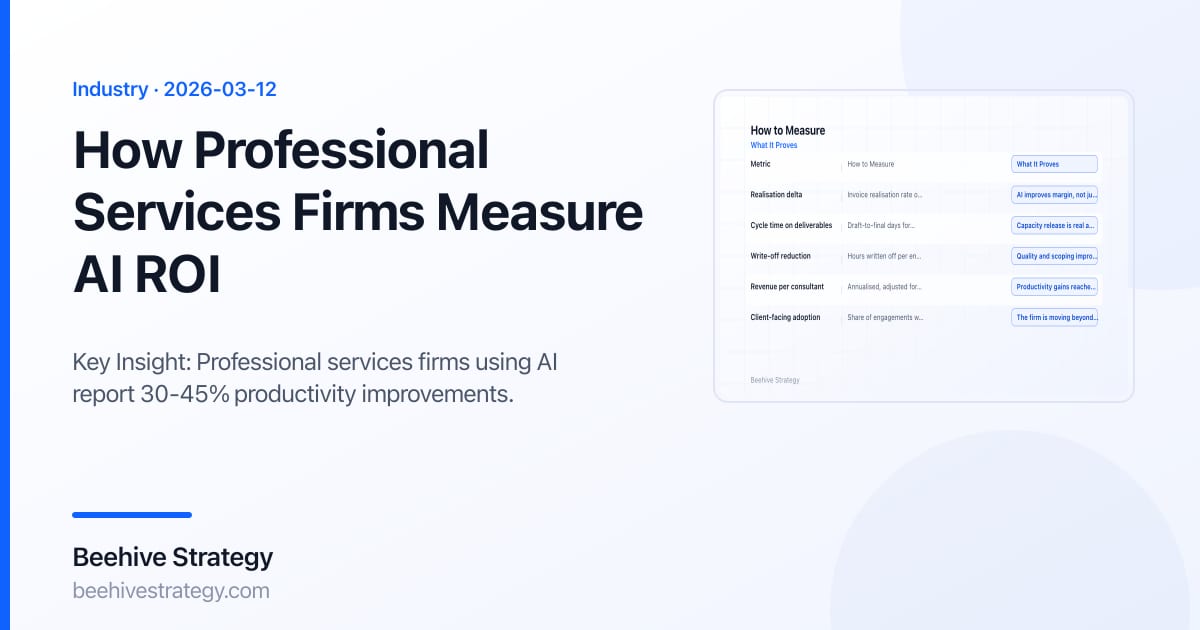 Industry · 2026-03-12
How Professional
Services Firms Measure
AI ROI
Key Insight: Professional services firms using AI
report 30-45% productivity improvements.
Beehive Strategy
beehivestrategy.com
How to Measure
What It Proves
Metric How to Measure What It Proves
Realisation delta Invoice realisation rate o... AI improves margin, not ju...
Cycle time on deliverables Draft-to-final days for... Capacity release is real a...
Write-off reduction Hours written off per en... Quality and scoping impro...
Revenue per consultant Annualised, adjusted for... Productivity gains reache...
Client-facing adoption Share of engagements w... The firm is moving beyond...
Beehive Strategy